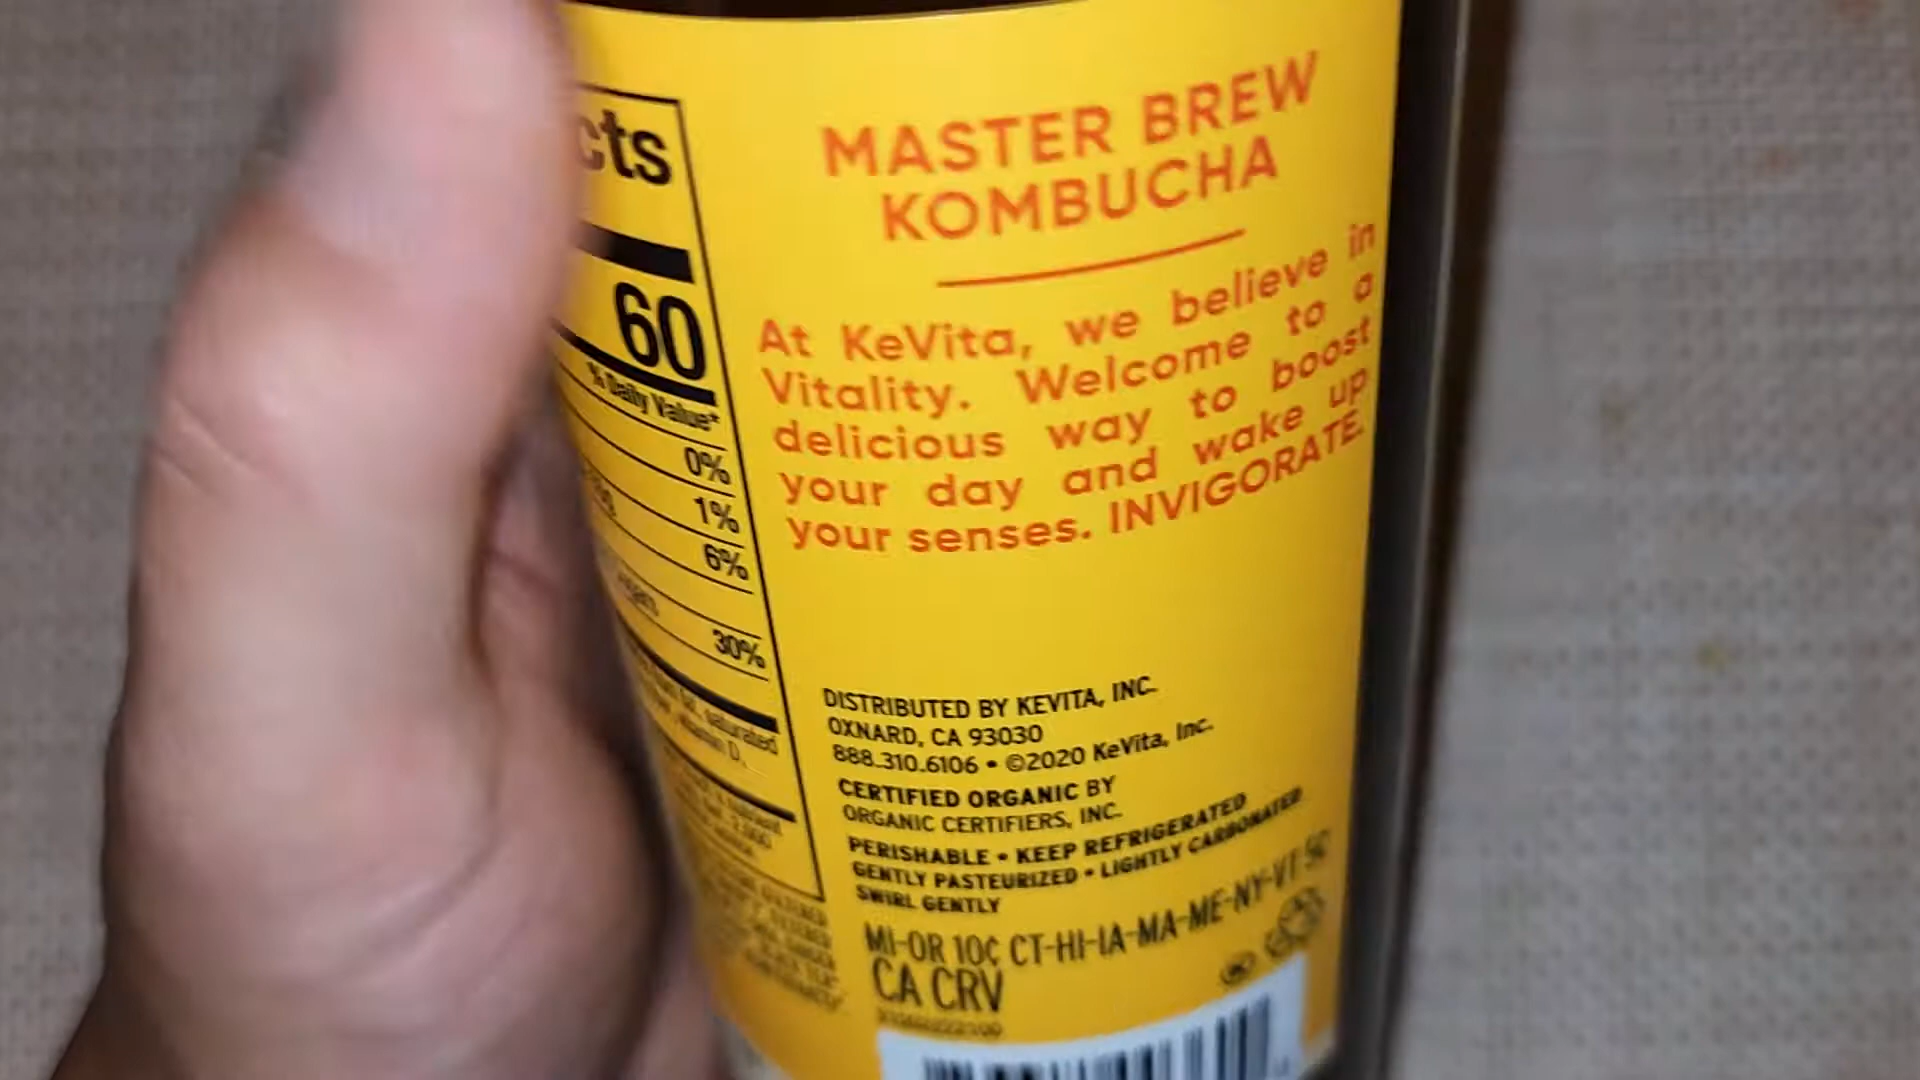 cts
60
% Daily Value*
0%
1%
6%
30%
saturated
MASTER BREW
KOMBUCHA
At KeVita, we believe in
Vitality. Welcome to a
delicious way to boost
your day and wake up
your senses. INVIGORATE.
DISTRIBUTED BY KEVITA, INC.
OXNARD, CA 93030
888.310.6106 • ©2020 KeVita, Inc.
CERTIFIED ORGANIC BY
ORGANIC CERTIFIERS, INC.
PERISHABLE • KEEP REFRIGERATED
GENTLY PASTEURIZED • LIGHTLY CARBONATED
SWIRL GENTLY
MI-OR 10¢ CT-HI-IA-MA-ME-NY-VT 5¢
CA CRV